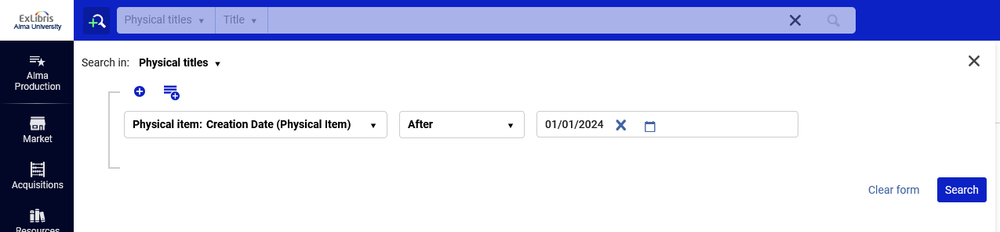 ExLibris
Alma University
Physical titles
Title
Alma
Production
Market
Acquisitions
Resources
Search in: Physical titles
Physical item: Creation Date (Physical Item)
After
01/01/2024
Clear form
Search